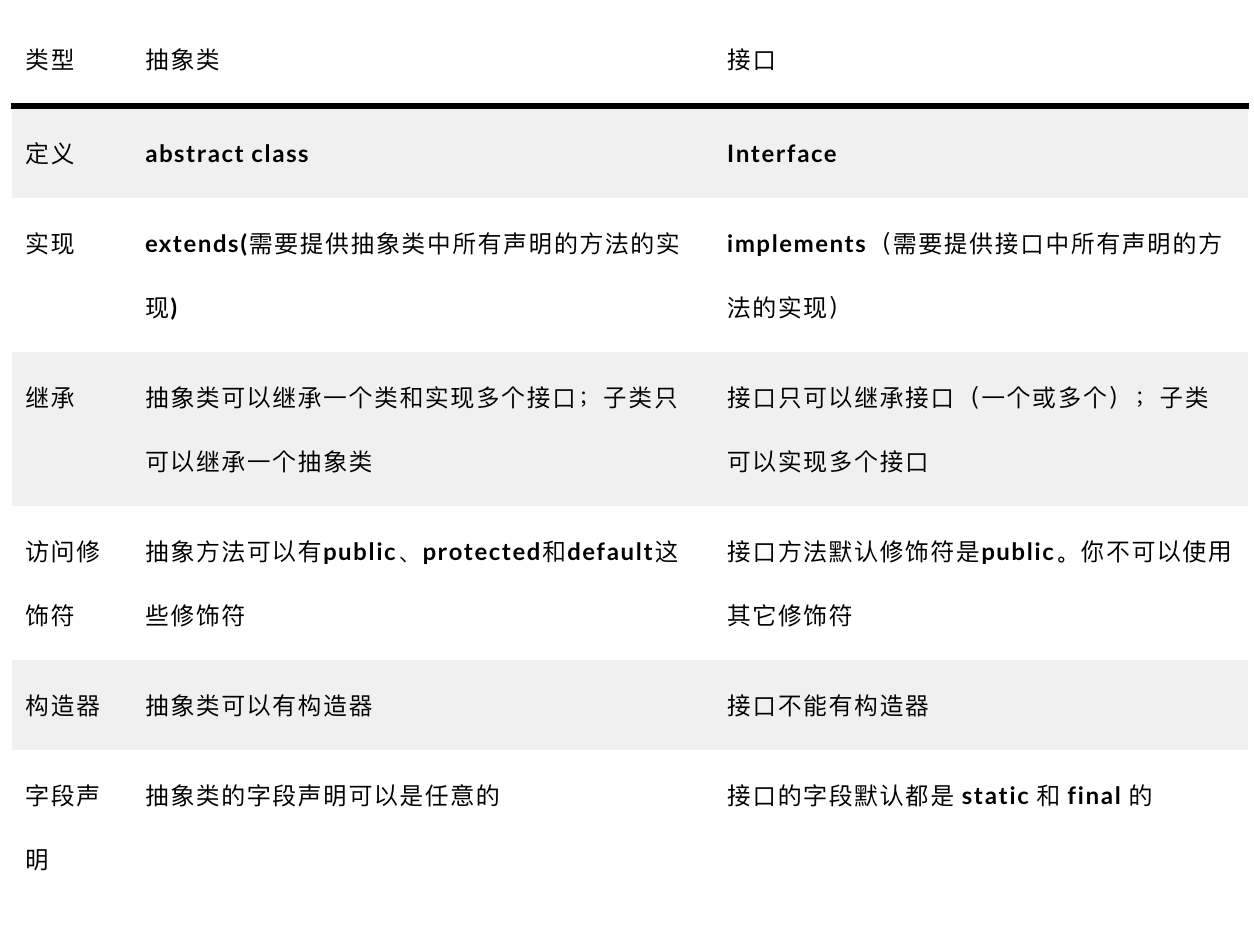 类型 抽象类 接口
定义 abstract class Interface
实现 extends(需要提供抽象类中所有声明的方法的实 implements（需要提供接口中所有声明的方
现) 法的实现）
继承 抽象类可以继承一个类和实现多个接口；子类只 接口只可以继承接口（一个或多个）；子类
可以继承一个抽象类 可以实现多个接口
访问修 抽象方法可以有public、protected和default这 接口方法默认修饰符是public。你不可以使用
饰符 些修饰符 其它修饰符
构造器 抽象类可以有构造器 接口不能有构造器
字段声 抽象类的字段声明可以是任意的 接口的字段默认都是 static 和 final 的
明